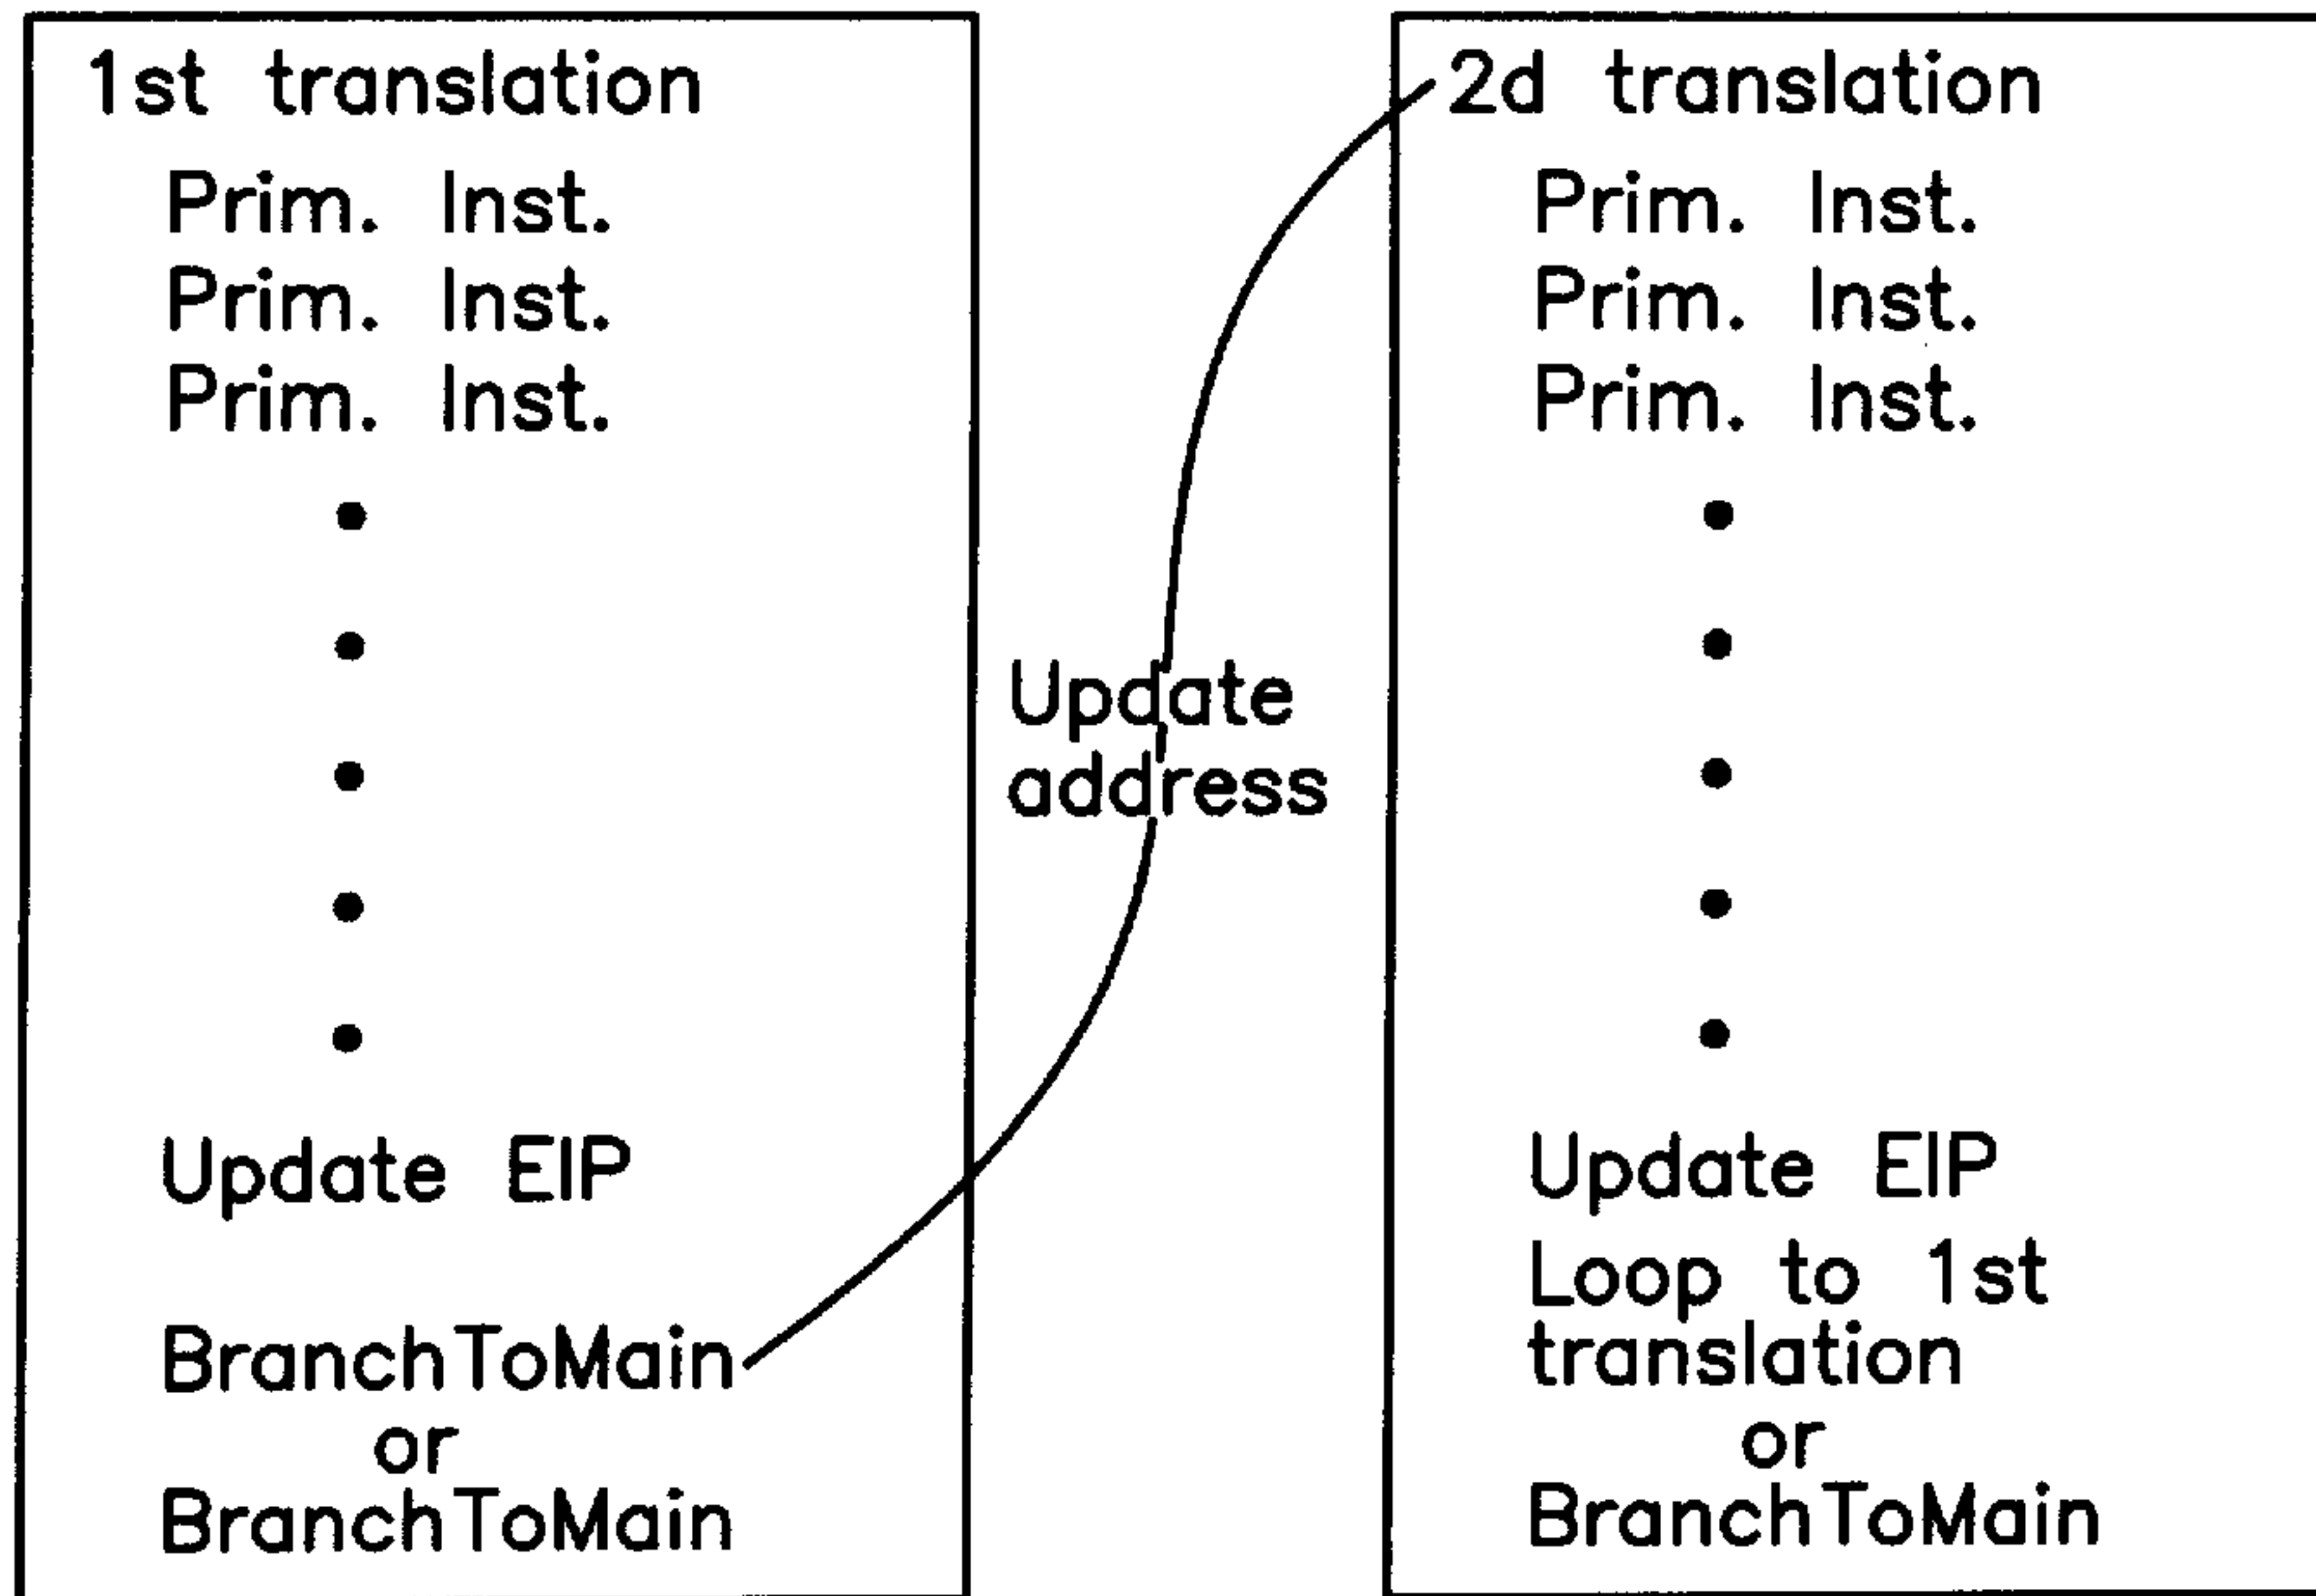 1st translation
Prim. Inst.
Prim. Inst.
Prim. Inst.
Update EIP
BranchToMain
or
BranchToMain
Update
address
2d translation
Prim. Inst.
Prim. Inst.
Prim. Inst.
Update EIP
Loop to 1st
translation
or
BranchToMain